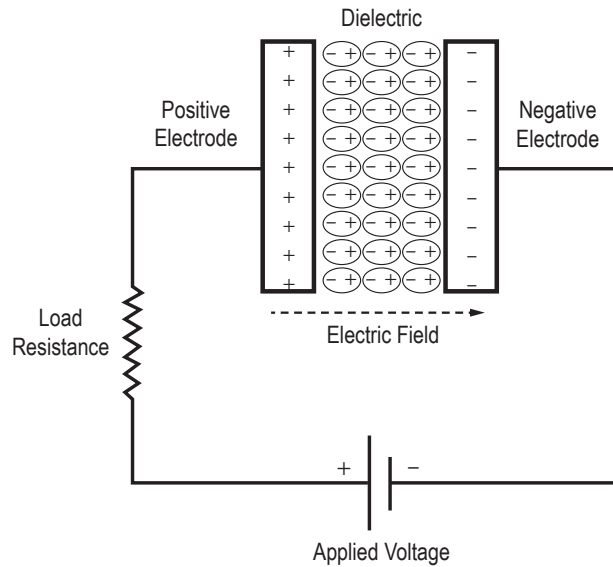 Dielectric
+ - + - + - + -
+ - + - + - + -
Positive
Electrode
+ - + - + - + -
+ - + - + - + -
Negative
Electrode
+ - + - + - + -
+ - + - + - + -
+ - + - + - + -
+ - + - + - + -
+ - + - + - + -
Electric Field
Load
Resistance
+ -
Applied Voltage